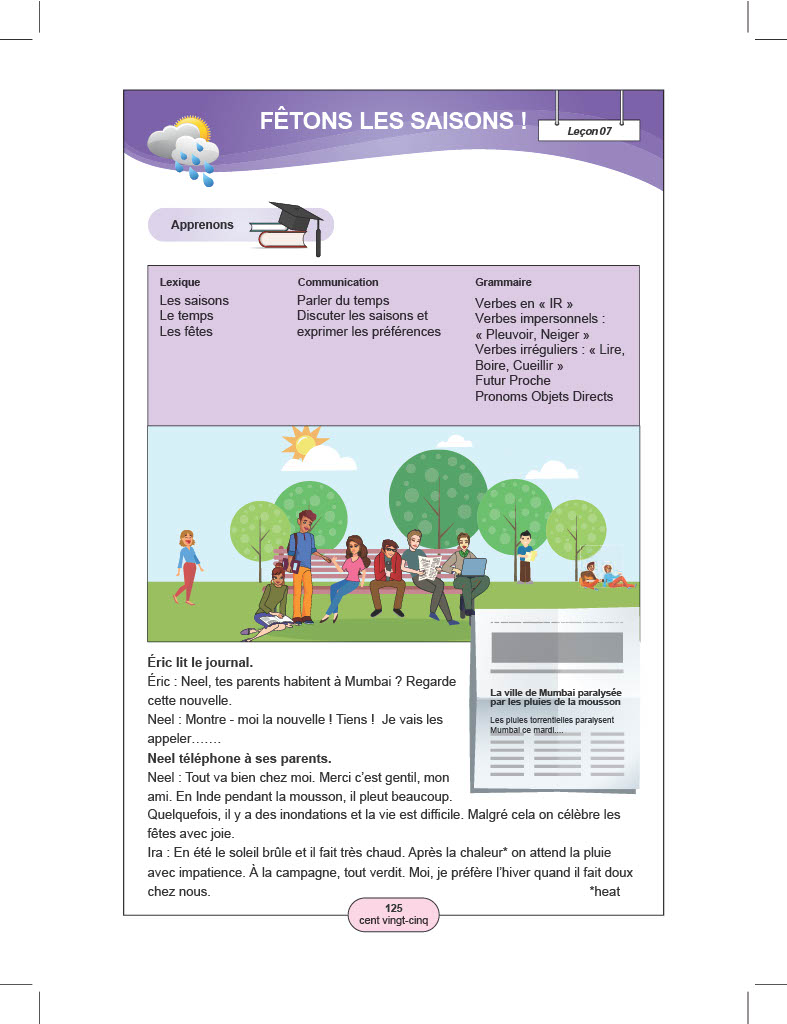 FÊTONS LES SAISONS !
Leçon 07
Apprenons
Lexique
Les saisons
Le temps
Les fêtes
Communication
Parler du temps
Discuter les saisons et
exprimer les préférences
Grammaire
Verbes en « IR »
Verbes impersonnels :
« Pleuvoir, Neiger »
Verbes irréguliers : « Lire,
Boire, Cueillir »
Futur Proche
Pronoms Objets Directs
La ville de Mumbai paralysée
par les pluies de la mousson
Les pluies torrentielles paralysent
Mumbai ce mardi....
Éric lit le journal.
Éric : Neel, tes parents habitent à Mumbai ? Regarde
cette nouvelle.
Neel : Montre - moi la nouvelle ! Tiens ! Je vais les
appeler…….
Neel téléphone à ses parents.
Neel : Tout va bien chez moi. Merci c’est gentil, mon
ami. En Inde pendant la mousson, il pleut beaucoup.
Quelquefois, il y a des inondations et la vie est difficile. Malgré cela on célèbre les
fêtes avec joie.
Ira : En été le soleil brûle et il fait très chaud. Après la chaleur* on attend la pluie
avec impatience. À la campagne, tout verdit. Moi, je préfère l’hiver quand il fait doux
chez nous. *heat
125
cent vingt-cinq